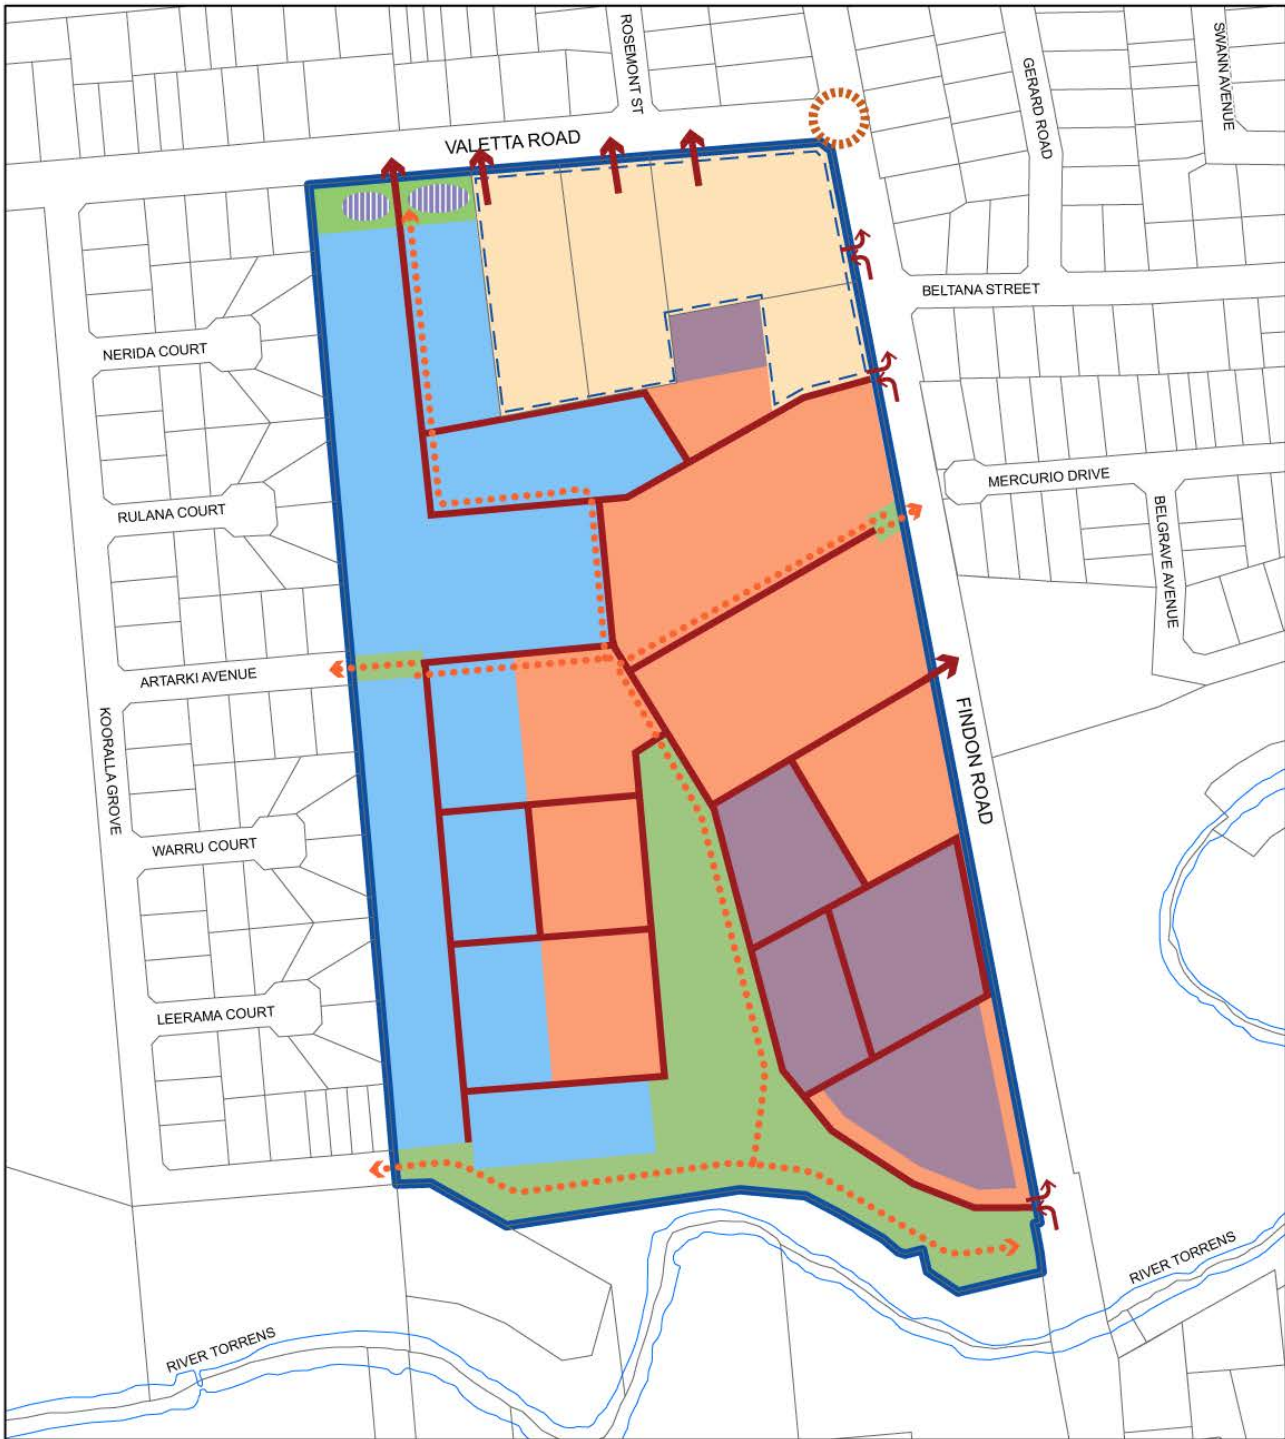 ROSEMONT ST
SWANN AVENUE
GERARD ROAD
VALETTA ROAD
BELTANA STREET
NERIDA COURT
MERCURIO DRIVE
RULANA COURT
BELGRAVE AVENUE
ARTARKI AVENUE
KOORALLA GROVE
FINDON ROAD
WARRU COURT
LEERAMA COURT
RIVER TORRENS
RIVER TORRENS